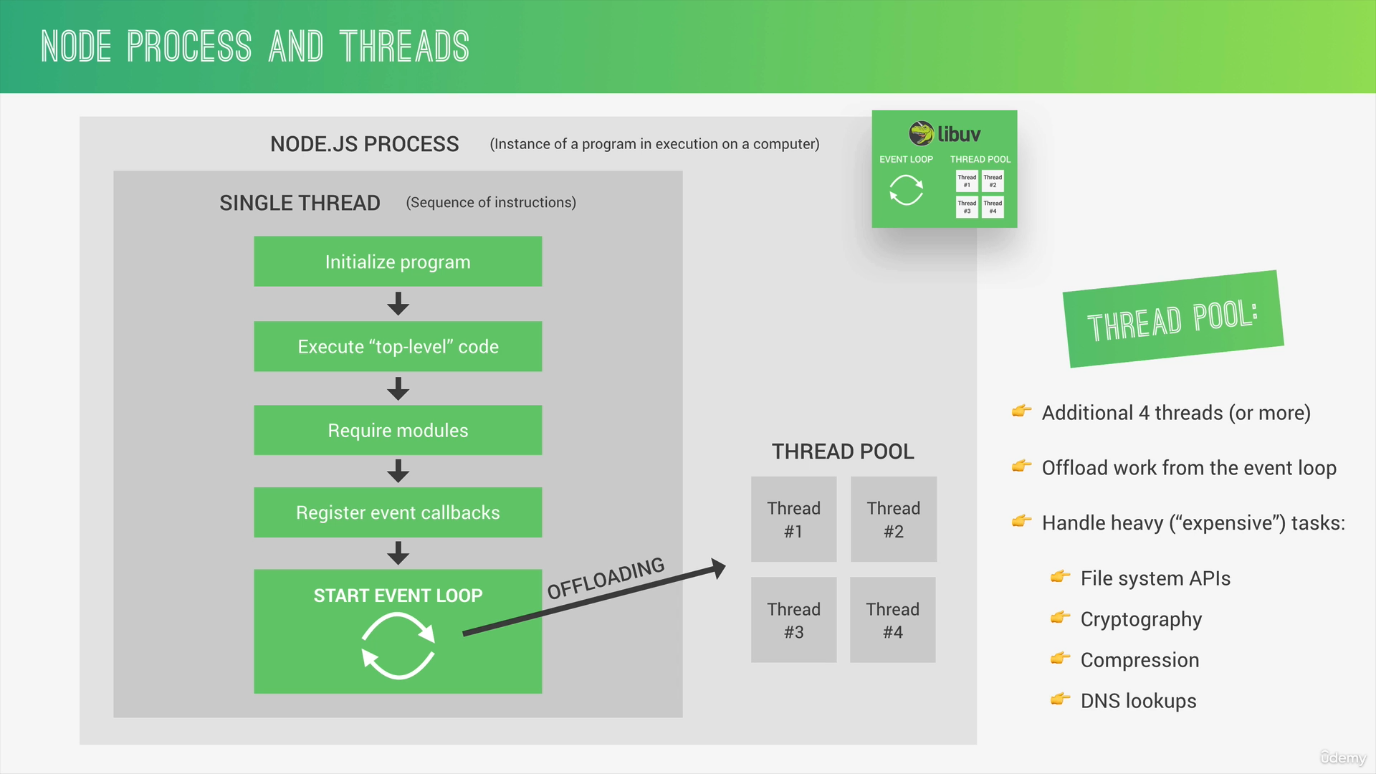 NODE PROCESS AND THREADS
NODE.JS PROCESS (Instance of a program in execution on a computer)
libuv
EVENT LOOP THREAD POOL
Thread #1
Thread #2
Thread #3
Thread #4
SINGLE THREAD (Sequence of instructions)
Initialize program
Execute “top-level” code
Require modules
Register event callbacks
START EVENT LOOP
OFFLOADING
THREAD POOL
Thread #1
Thread #2
Thread #3
Thread #4
THREAD POOL:
Additional 4 threads (or more)
Offload work from the event loop
Handle heavy (“expensive”) tasks:
File system APIs
Cryptography
Compression
DNS lookups
ûdemy